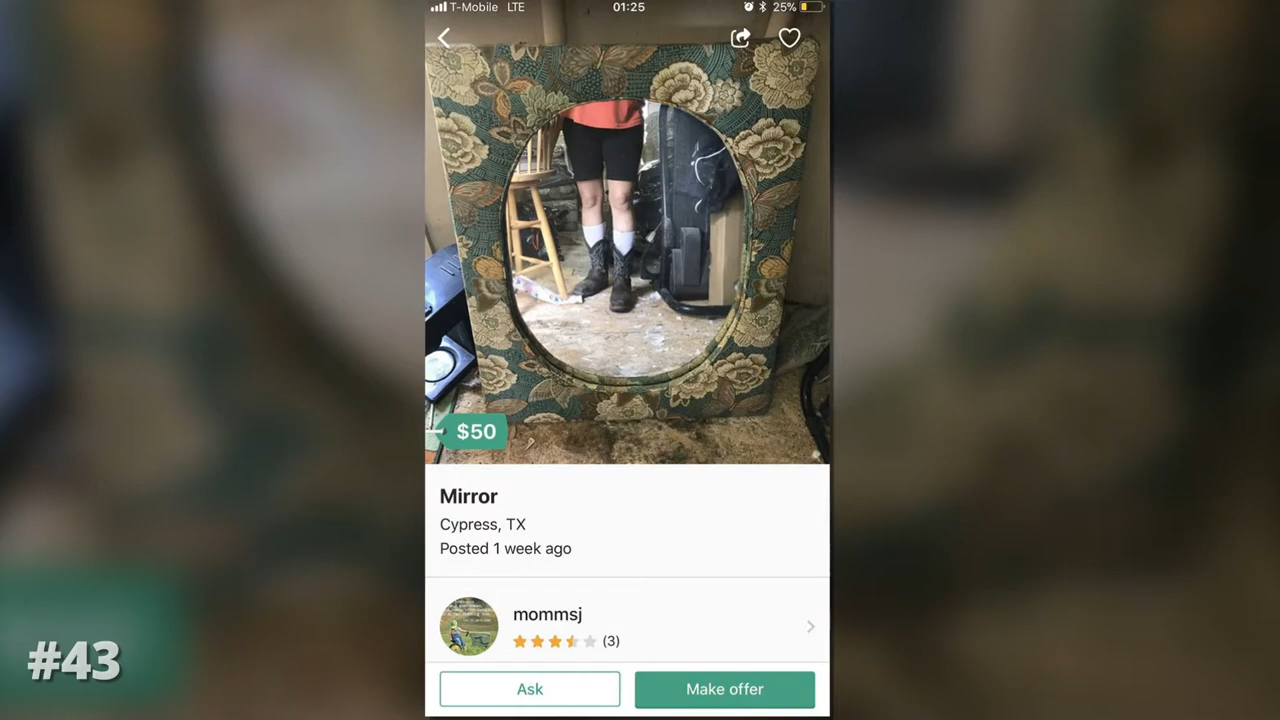 T-Mobile LTE 01:25 25%
$50
Mirror
Cypress, TX
Posted 1 week ago
mommsj
(3)
Ask Make offer
#43